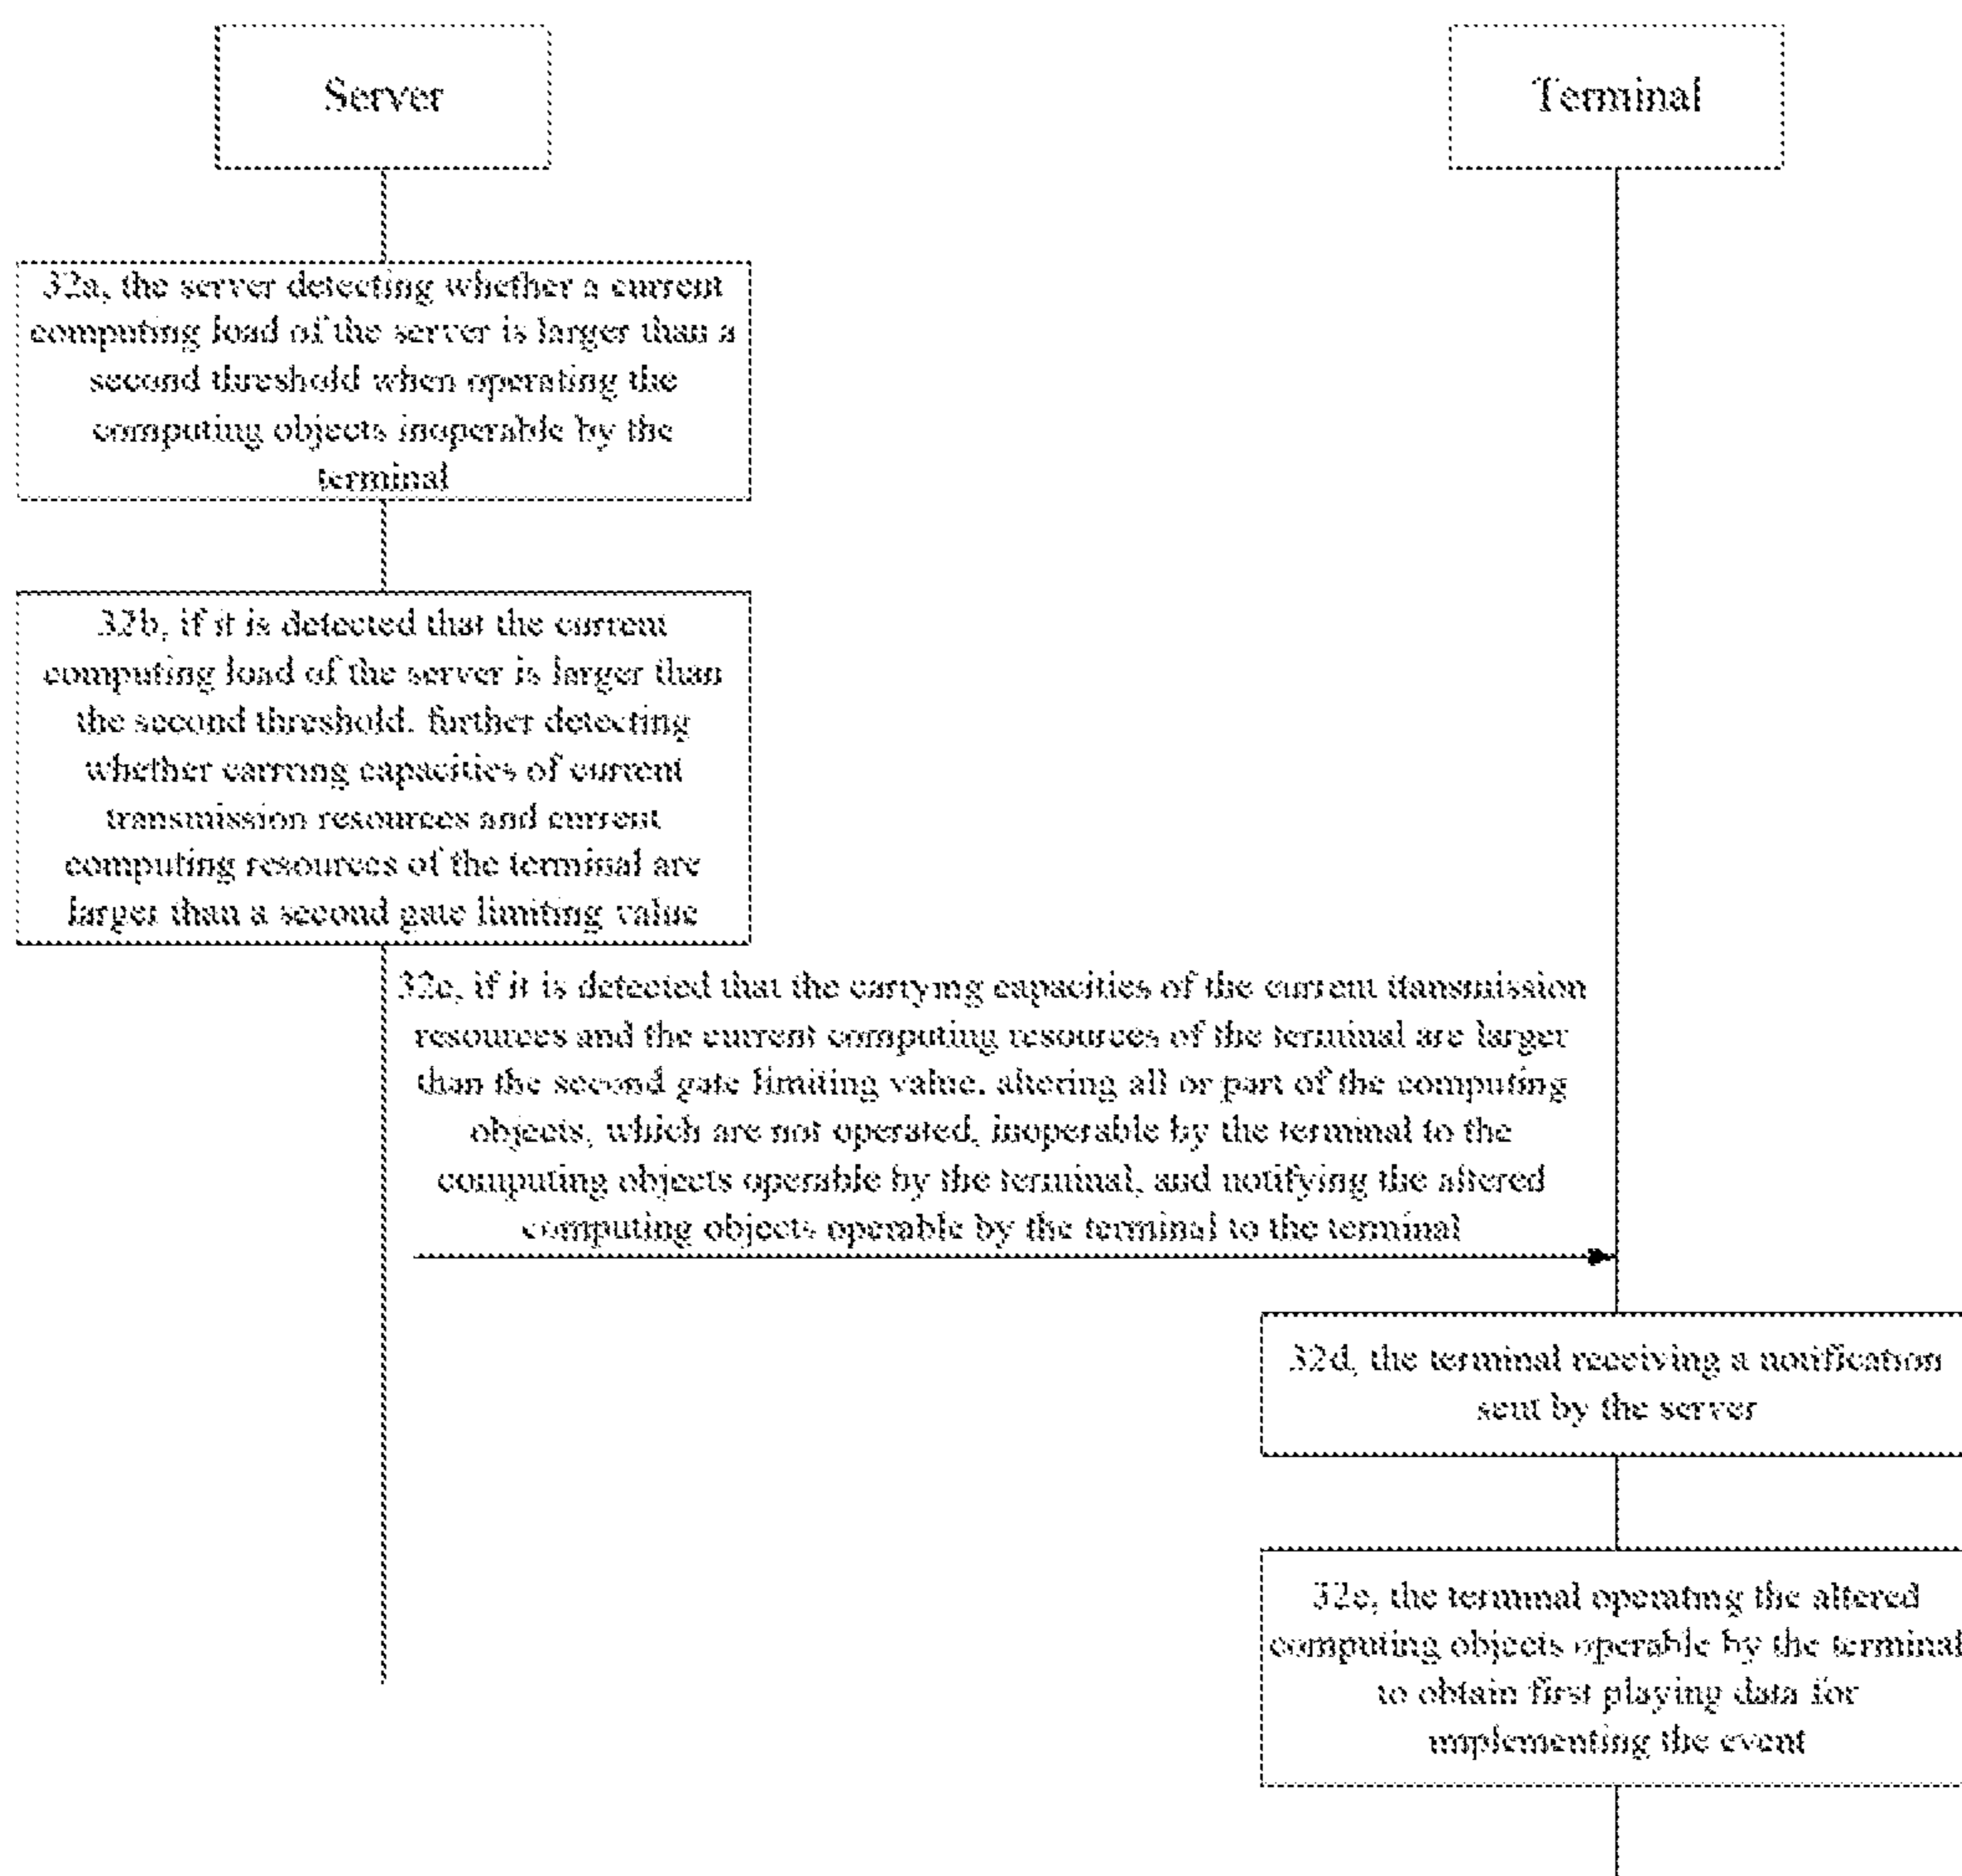 Server
Terminal
32a, the server detecting whether a current
computing load of the server is larger than a
second threshold when operating the
computing objects inoperable by the
terminal
32b, if it is detected that the current
computing load of the server is larger than
the second threshold, further detecting
whether carrring capacities of current
transmission resources and current
computing resources of the terminal are
larger than a second gate limiting value
32c, if it is detected that the carrying capacities of the current transmission
resources and the current computing resources of the terminal are larger
than the second gate limiting value, altering all or part of the computing
objects, which are not operated, inoperable by the terminal to the
computing objects operable by the terminal, and notifying the altered
computing objects operable by the terminal to the terminal
32d, the terminal receiving a notification
sent by the server
32e, the terminal operating the altered
computing objects operable by the terminal
to obtain first playing data for
implementing the event